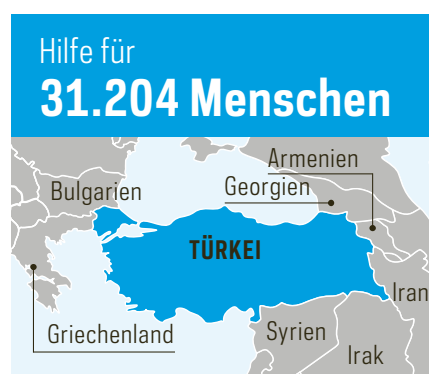 Hilfe für
31.204 Menschen
Armenien
Georgien
Bulgarien
TÜRKEI
Iran
Griechenland
Syrien
Irak